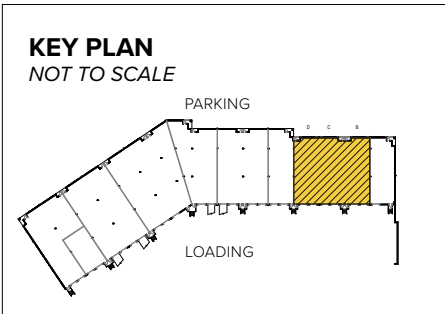 KEY PLAN
NOT TO SCALE
PARKING
D C B
LOADING